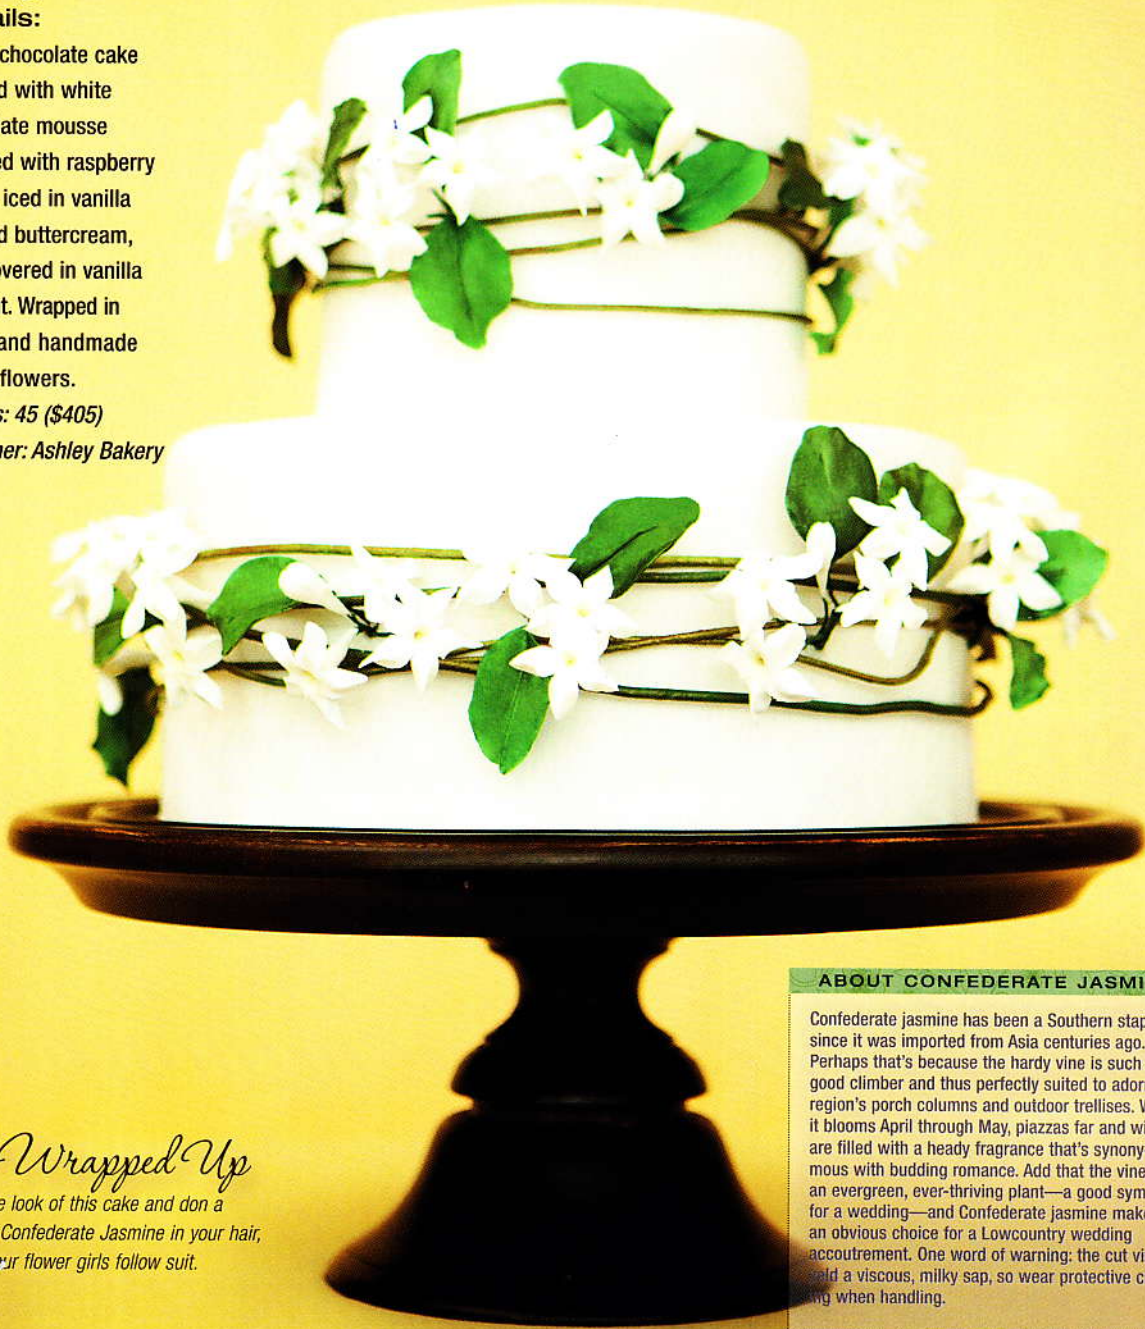 ails:
chocolate cake
d with white
ate mousse
ed with raspberry
iced in vanilla
d buttercream,
overed in vanilla
t. Wrapped in
and handmade
flowers.
s: 45 ($405)
ner: Ashley Bakery
Wrapped Up
e look of this cake and don a
Confederate Jasmine in your hair,
ur flower girls follow suit.
ABOUT CONFEDERATE JASMI
Confederate jasmine has been a Southern stap
since it was imported from Asia centuries ago.
Perhaps that's because the hardy vine is such
good climber and thus perfectly suited to ador
region's porch columns and outdoor trellises. W
it blooms April through May, piazzas far and wi
are filled with a heady fragrance that's synony
mous with budding romance. Add that the vine
an evergreen, ever-thriving plant—a good sym
for a wedding—and Confederate jasmine mak
an obvious choice for a Lowcountry wedding
accoutrement. One word of warning: the cut vi
eld a viscous, milky sap, so wear protective c
ng when handling.